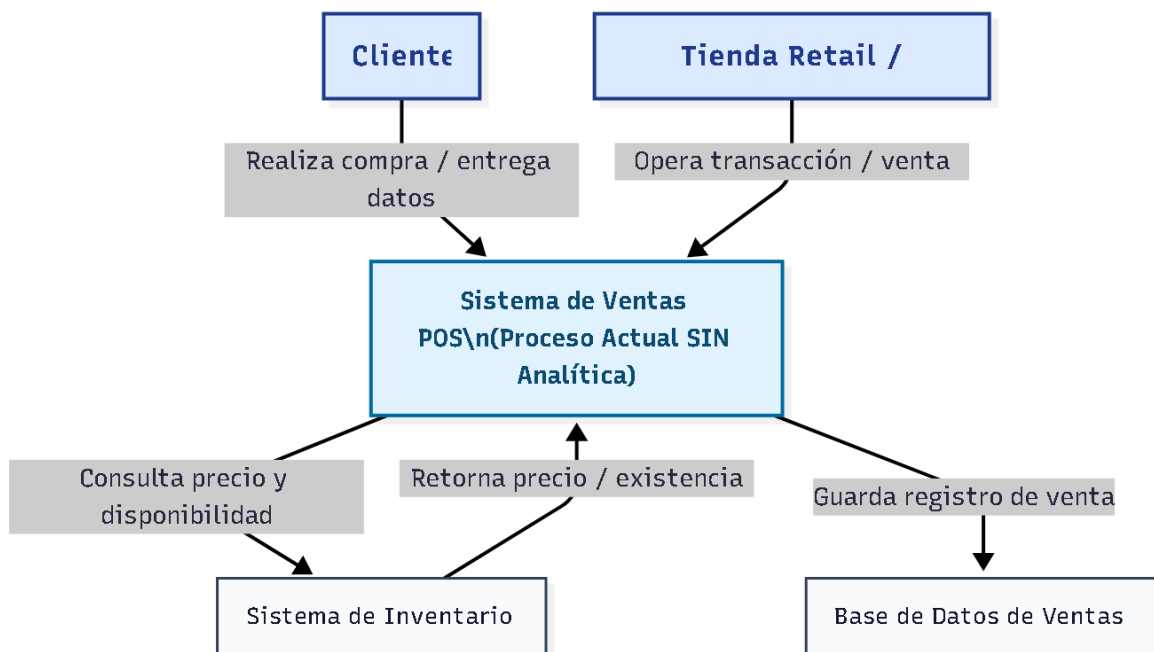 Cliente
Tienda Retail /
Realiza compra / entrega
datos
Opera transacción / venta
Sistema de Ventas
POS\n(Proceso Actual SIN
Analítica)
Consulta precio y
disponibilidad
Retorna precio / existencia
Guarda registro de venta
Sistema de Inventario
Base de Datos de Ventas